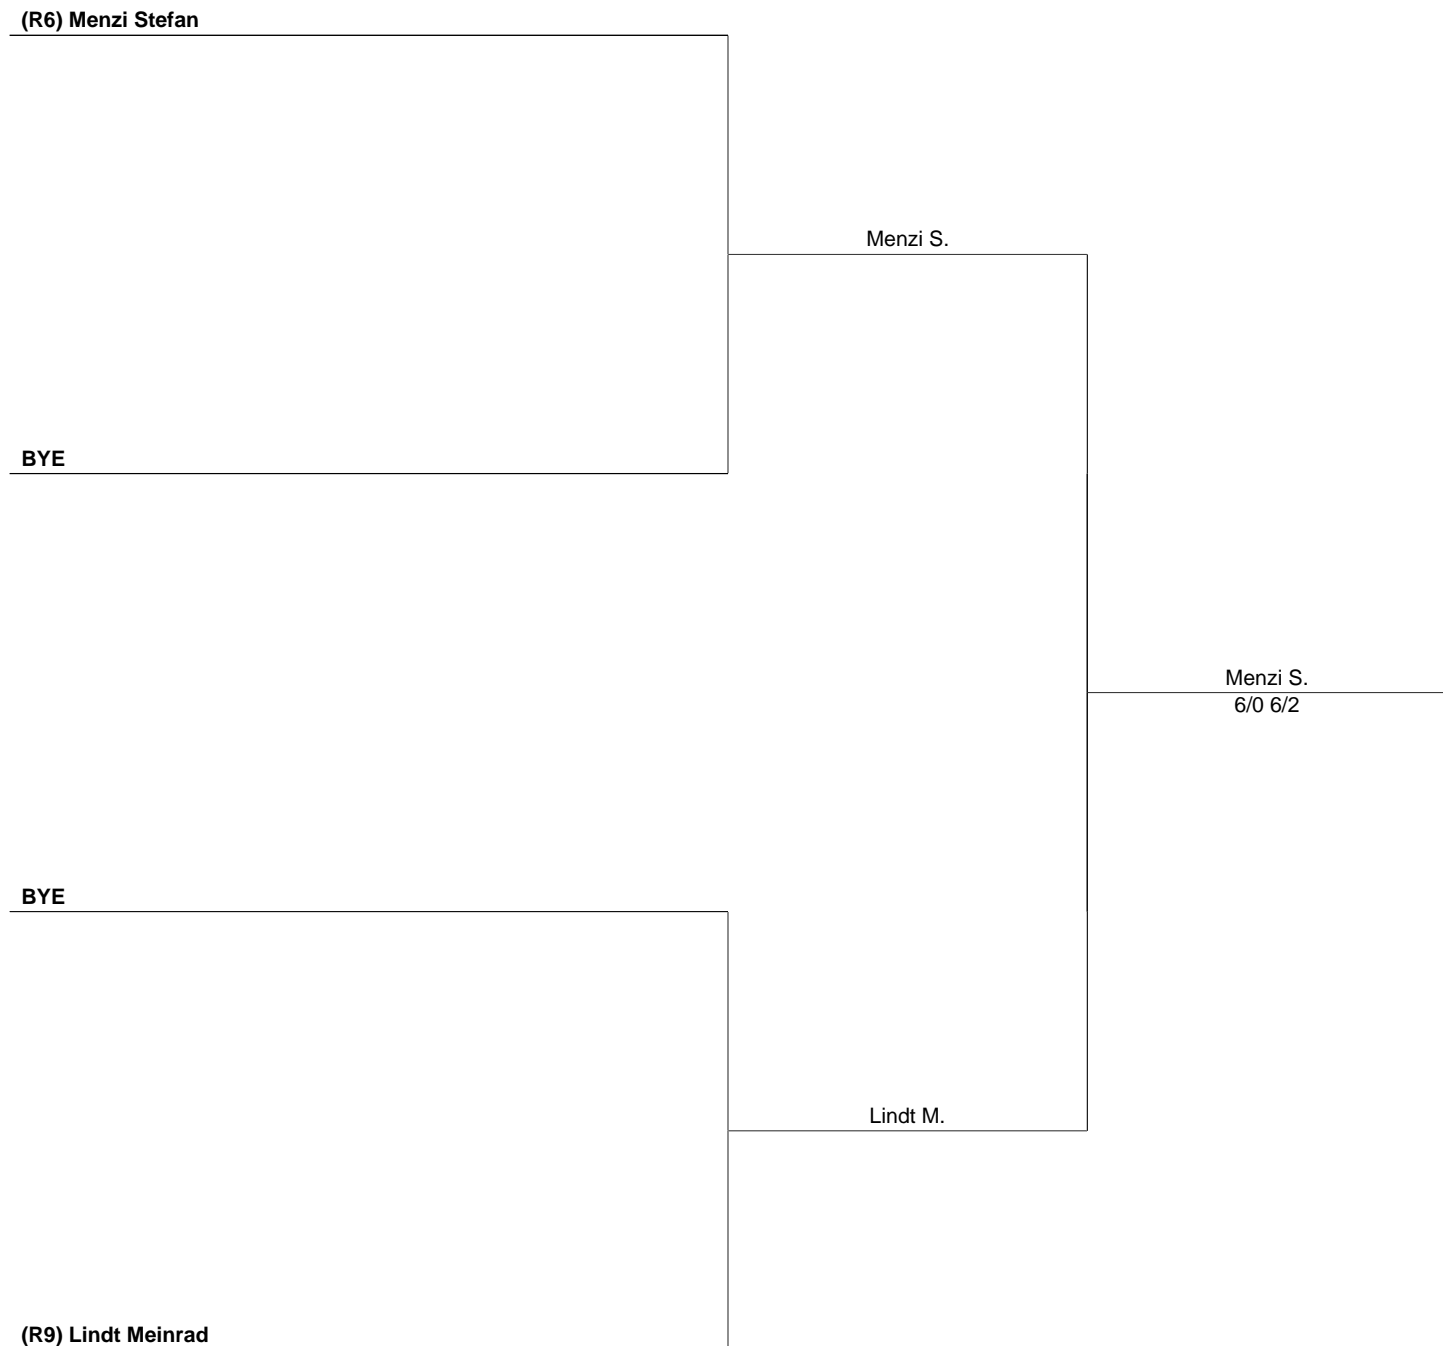 (R6) Menzi Stefan
Menzi S.
BYE
Menzi S.
6/0 6/2
BYE
Lindt M.
(R9) Lindt Meinrad